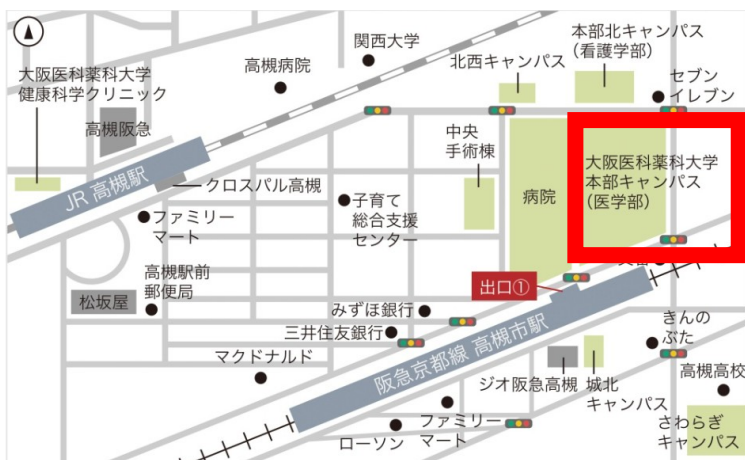 関西大学
高槻病院
大阪医科薬科大学
健康科学クリニック
高槻阪急
JR 高槻駅
クロスパル高槻
ファミリー
マート
高槻駅前
郵便局
松坂屋
子育て
総合支援
センター
中央
手術棟
北西キャンパス
本部北キャンパス
（看護学部）
セブン
イレブン
病院
大阪医科薬科大学
本部キャンパス
（医学部）
出口①
みずほ銀行
三井住友銀行
マクドナルド
阪急京都線 高槻市駅
ジオ阪急高槻
城北
キャンパス
きんの
ぶた
高槻高校
さわらぎ
キャンパス
ファミリー
マート
ローソン